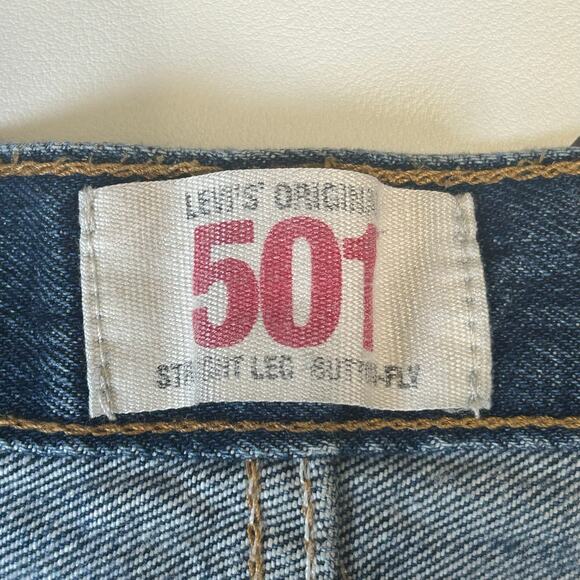 LEVI'S® ORIGINAL
501
STRAIGHT LEG BUTTON-FLY